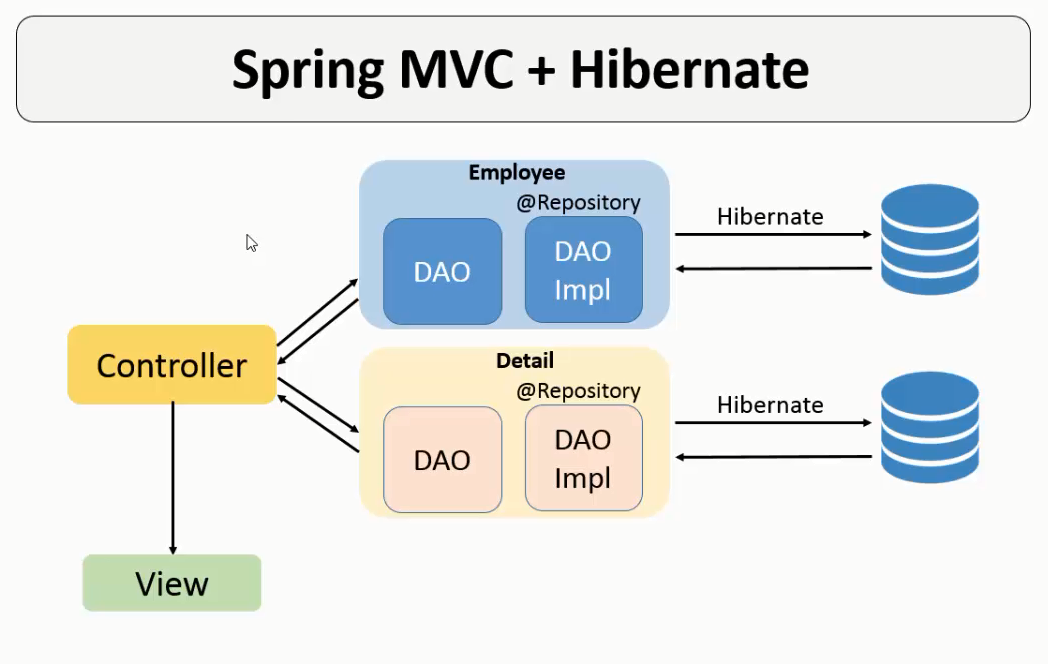 Spring MVC + Hibernate
Employee
@Repository
DAO
DAO
Impl
Hibernate
Controller
Detail
@Repository
DAO
DAO
Impl
Hibernate
View